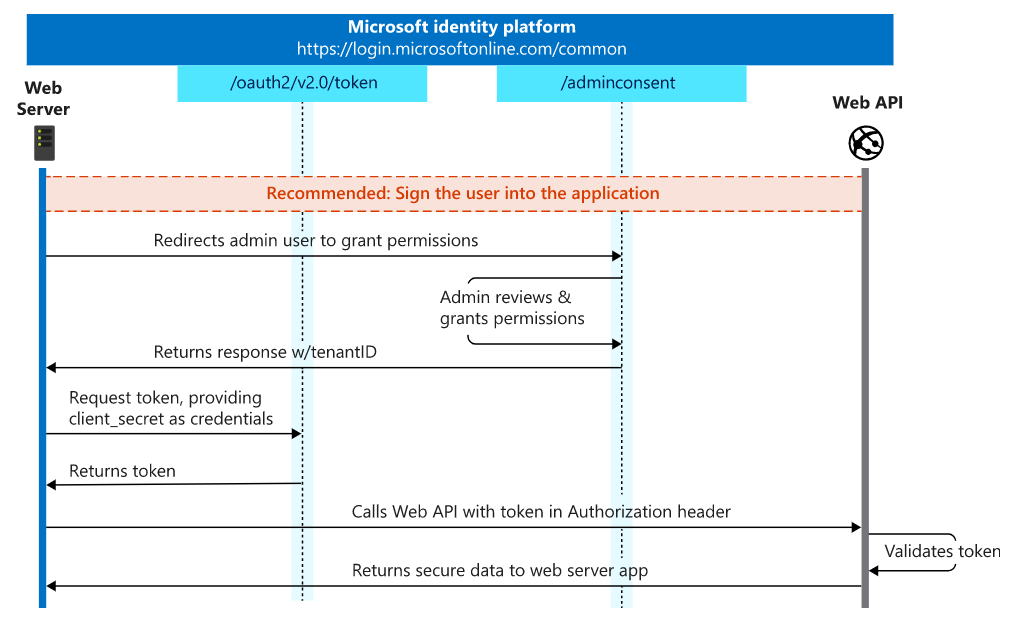 Microsoft identity platform
https://login.microsoftonline.com/common
/oauth2/v2.0/token
/adminconsent
Web
Server
Web API
Recommended: Sign the user into the application
Redirects admin user to grant permissions
Admin reviews &
grants permissions
Returns response w/tenantID
Request token, providing
client_secret as credentials
Returns token
Calls Web API with token in Authorization header
Validates token
Returns secure data to web server app